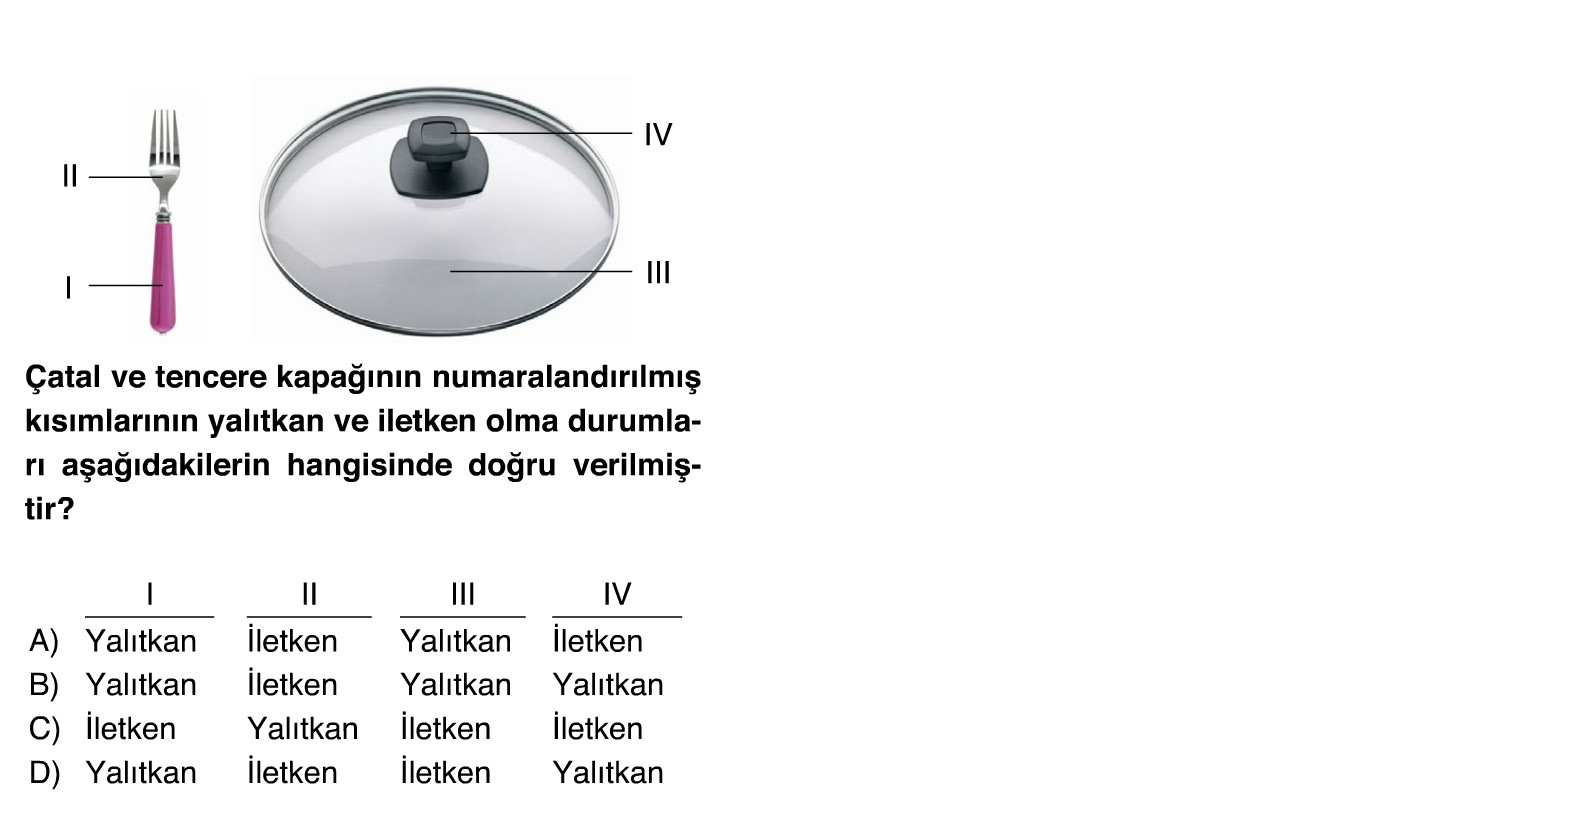 IV
II
III
I
Çatal ve tencere kapağının numaralandırılmış
kısımlarının yalıtkan ve iletken olma durumla-
rı aşağıdakilerin hangisinde doğru verilmiş-
tir?
I II III IV
A) Yalıtkan İletken Yalıtkan İletken
B) Yalıtkan İletken Yalıtkan Yalıtkan
C) İletken Yalıtkan İletken İletken
D) Yalıtkan İletken İletken Yalıtkan